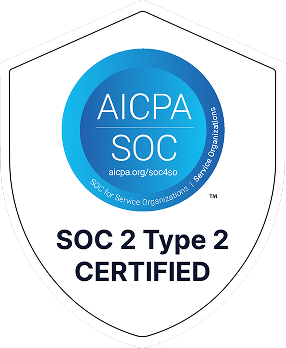 AICPA
SOC
aicpa.org/soc4so
SOC for Service Organizations | Service Organizations
TM
SOC 2 Type 2
CERTIFIED